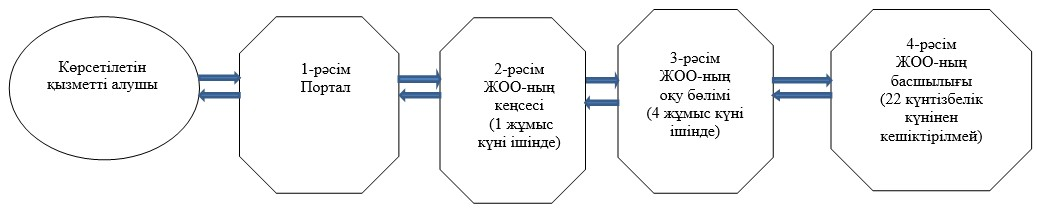 Көрсетілетін
қызметті алушы
1-рәсім
Портал
2-рәсім
ЖОО-ның
кеңсесі
(1 жұмыс
күні ішінде)
3-рәсім
ЖОО-ның
оқу бөлімі
(4 жұмыс күні
ішінде)
4-рәсім
ЖОО-ның
басшылығы
(22 күнтізбелік
күнінен
кешіктірілмей)